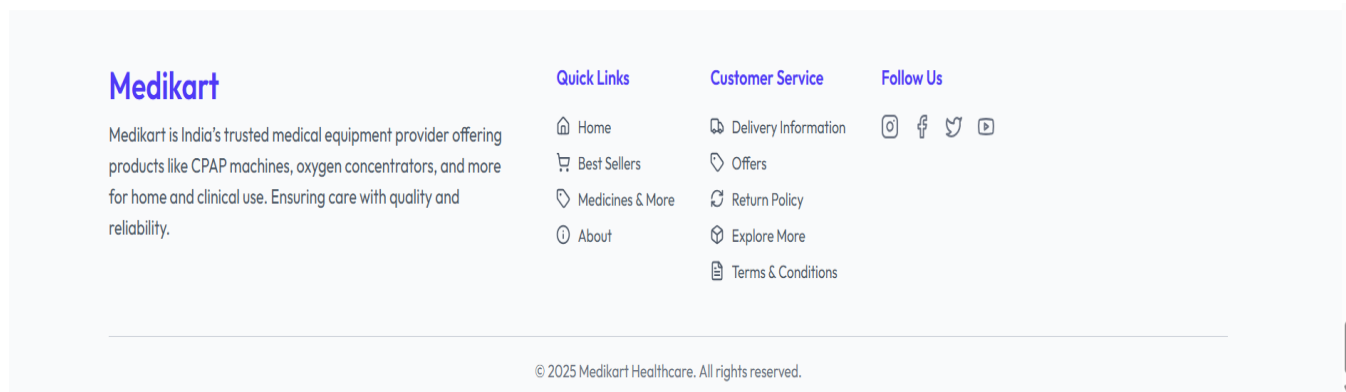 Medikart
Medikart is India's trusted medical equipment provider offering
products like CPAP machines, oxygen concentrators, and more
for home and clinical use. Ensuring care with quality and
reliability.
Quick Links
Home
Best Sellers
Medicines & More
About
Customer Service
Delivery Information
Offers
Return Policy
Explore More
Terms & Conditions
Follow Us
© 2025 Medikart Healthcare. All rights reserved.